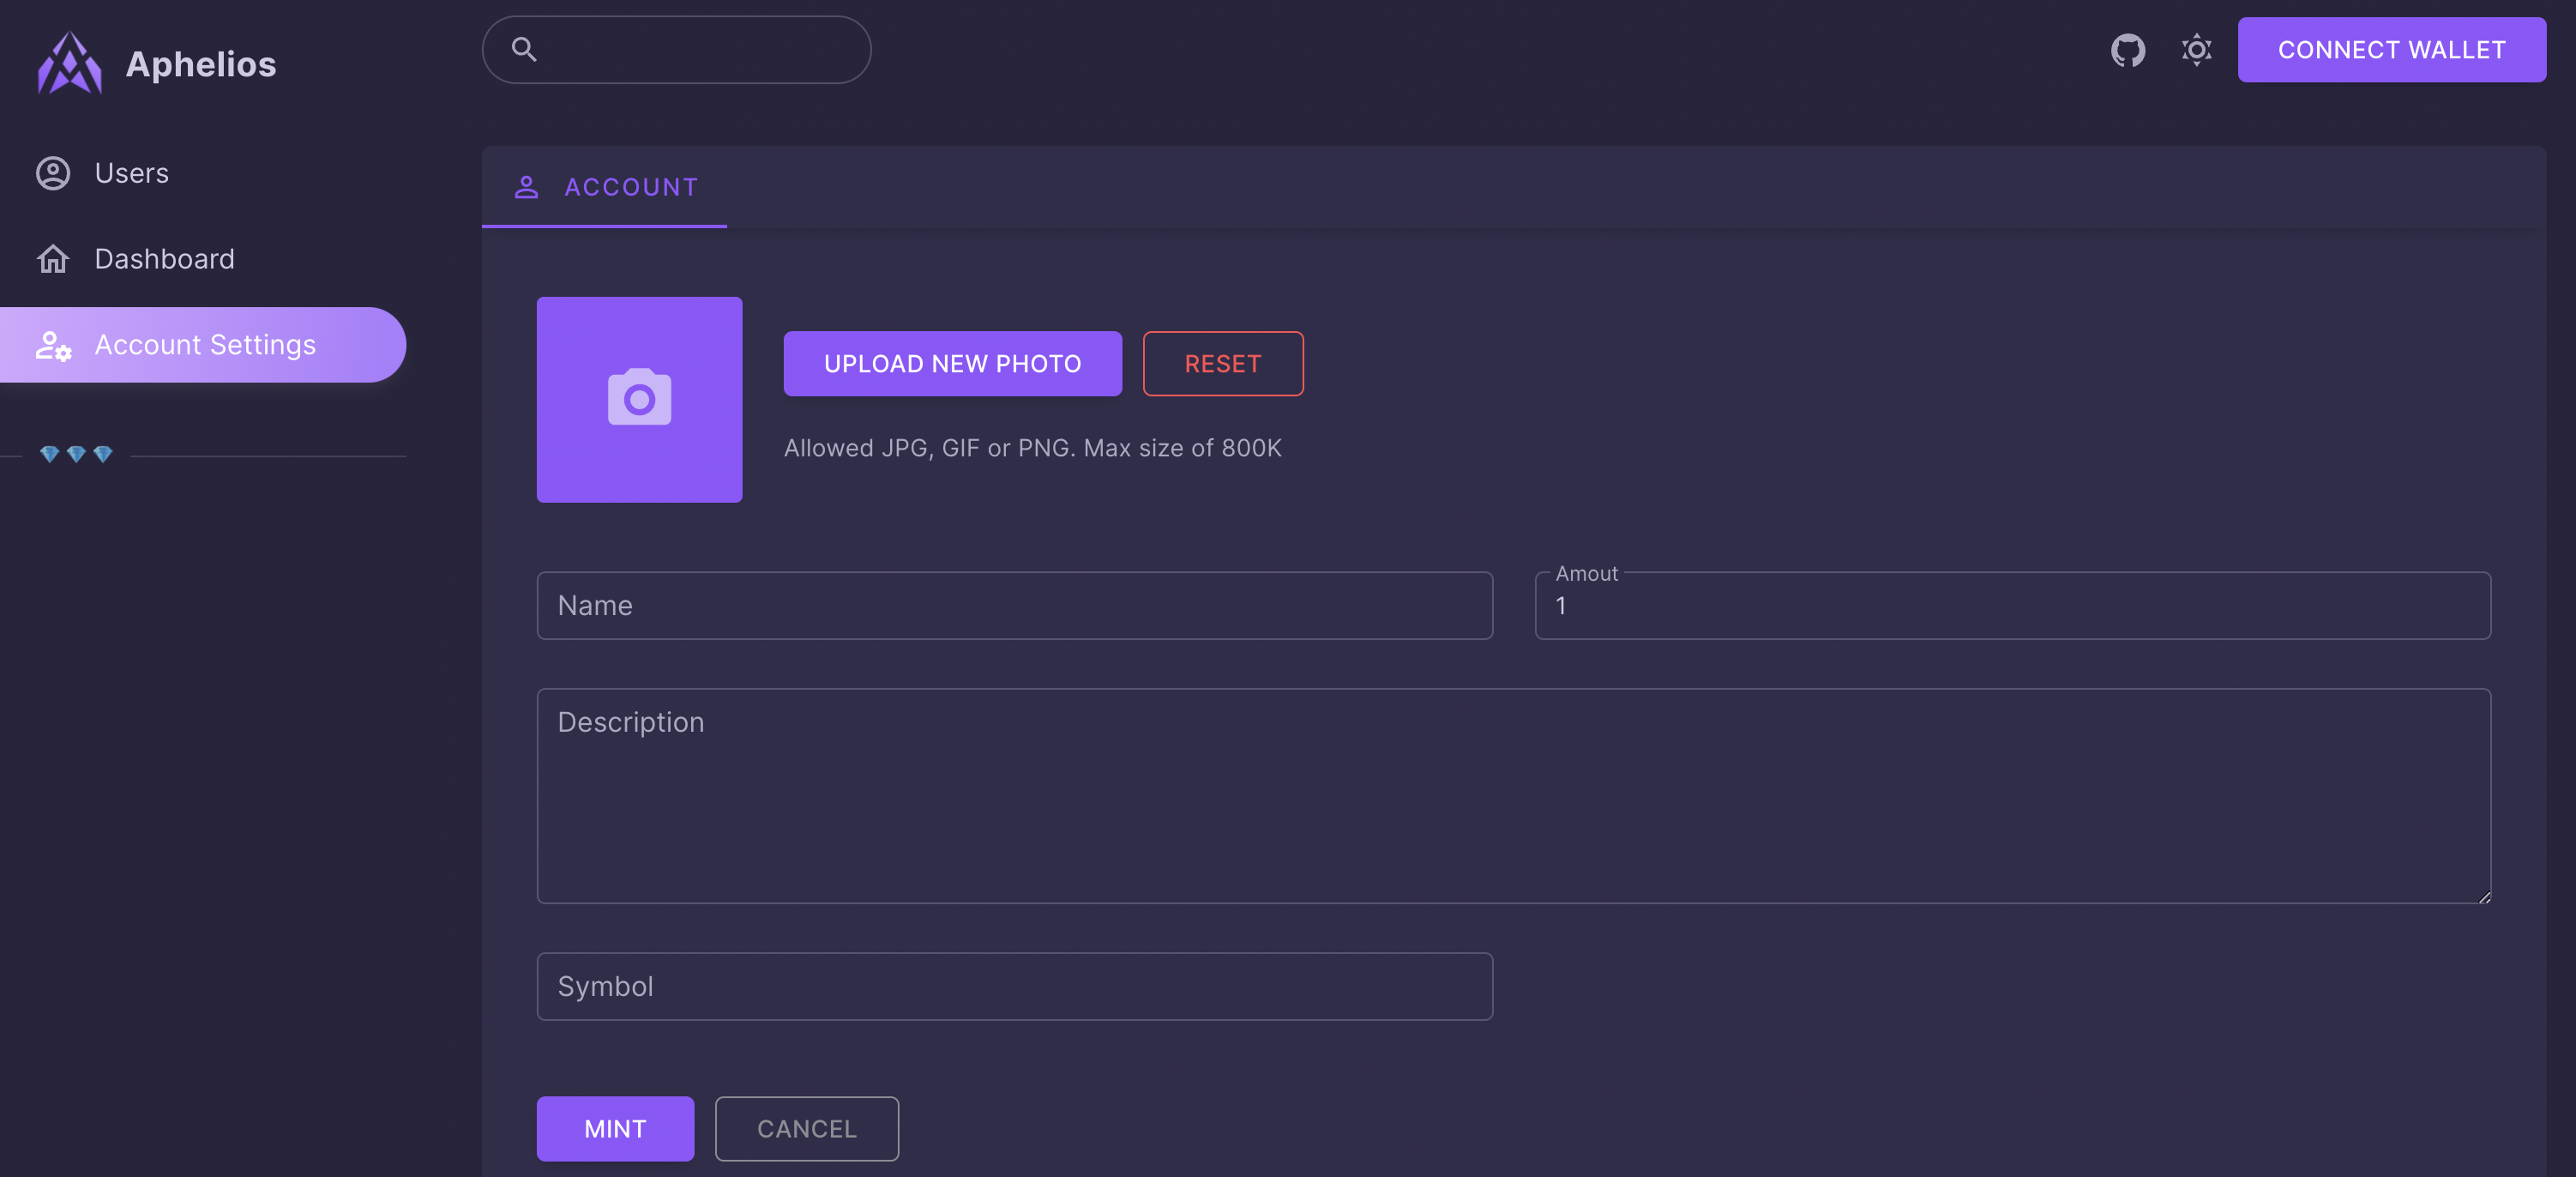 Aphelios
CONNECT WALLET
Users
Dashboard
Account Settings
ACCOUNT
UPLOAD NEW PHOTO
RESET
Allowed JPG, GIF or PNG. Max size of 800K
Name
Amout
1
Description
Symbol
MINT
CANCEL